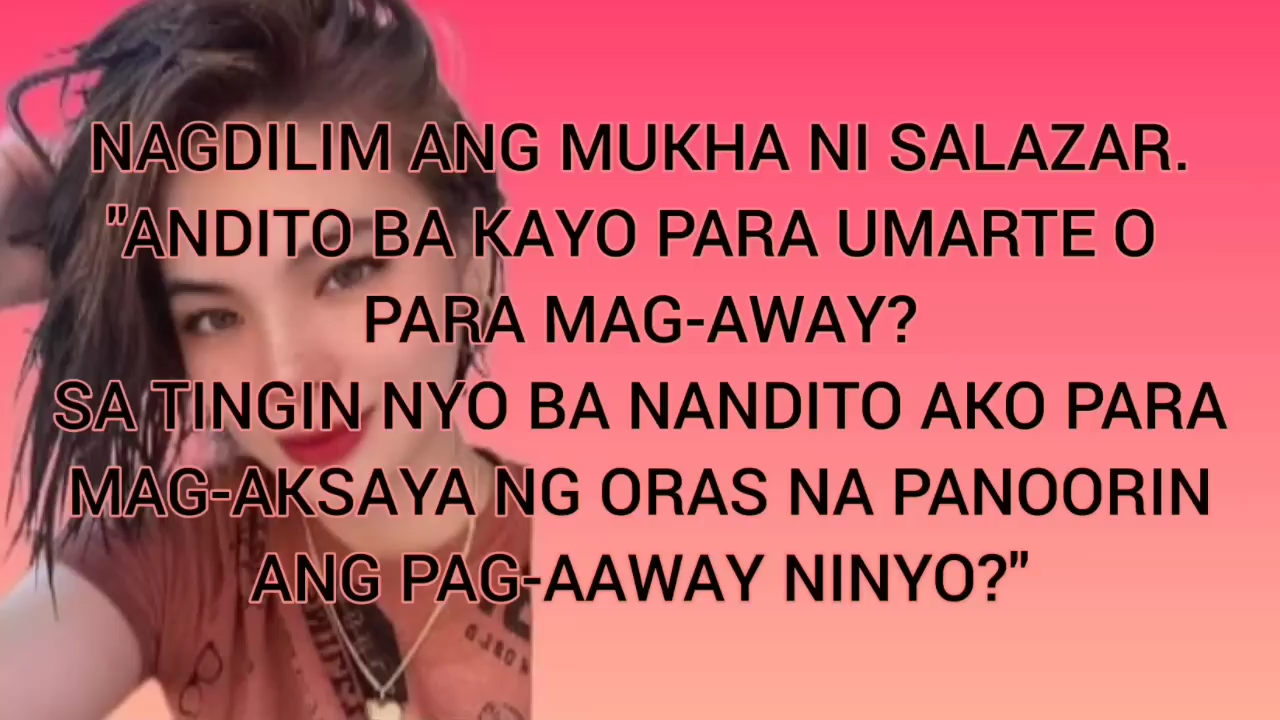 NAGDILIM ANG MUKHA NI SALAZAR.
"ANDITO BA KAYO PARA UMARTE O
PARA MAG-AWAY?
SA TINGIN NYO BA NANDITO AKO PARA
MAG-AKSAYA NG ORAS NA PANOORIN
ANG PAG-AAWAY NINYO?"